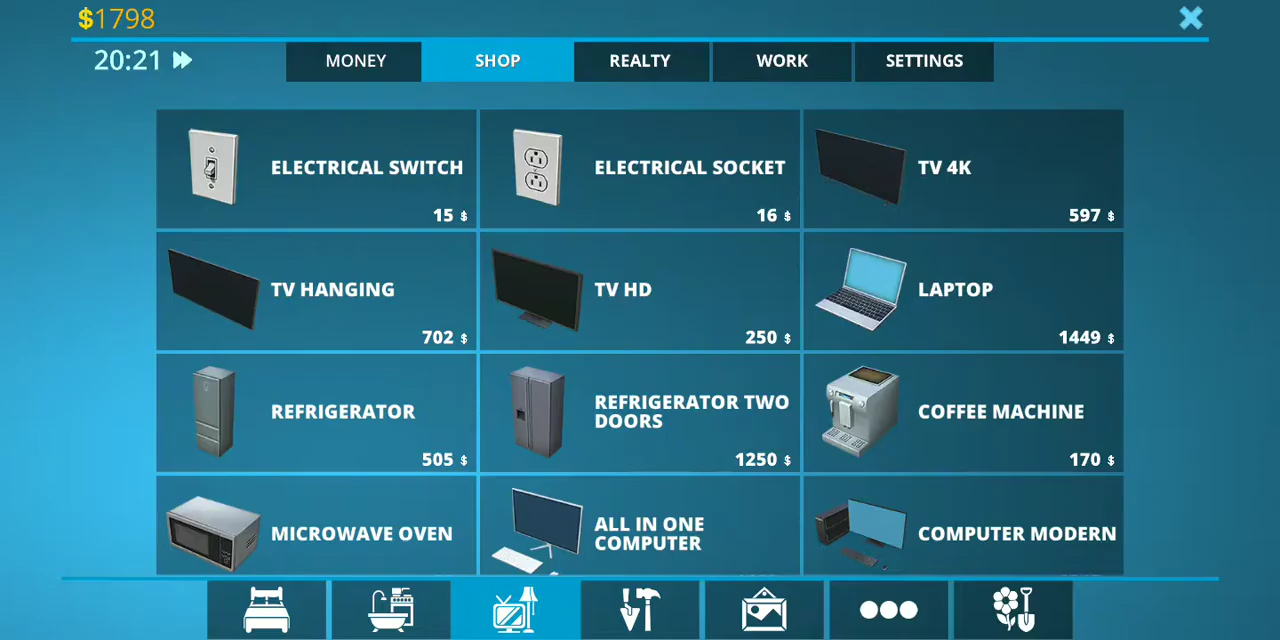 $1798
20:21
MONEY
SHOP
REALTY
WORK
SETTINGS
ELECTRICAL SWITCH
15 $
ELECTRICAL SOCKET
16 $
TV 4K
597 $
TV HANGING
702 $
TV HD
250 $
LAPTOP
1449 $
REFRIGERATOR
505 $
REFRIGERATOR TWO
DOORS
1250 $
COFFEE MACHINE
170 $
MICROWAVE OVEN
ALL IN ONE
COMPUTER
COMPUTER MODERN